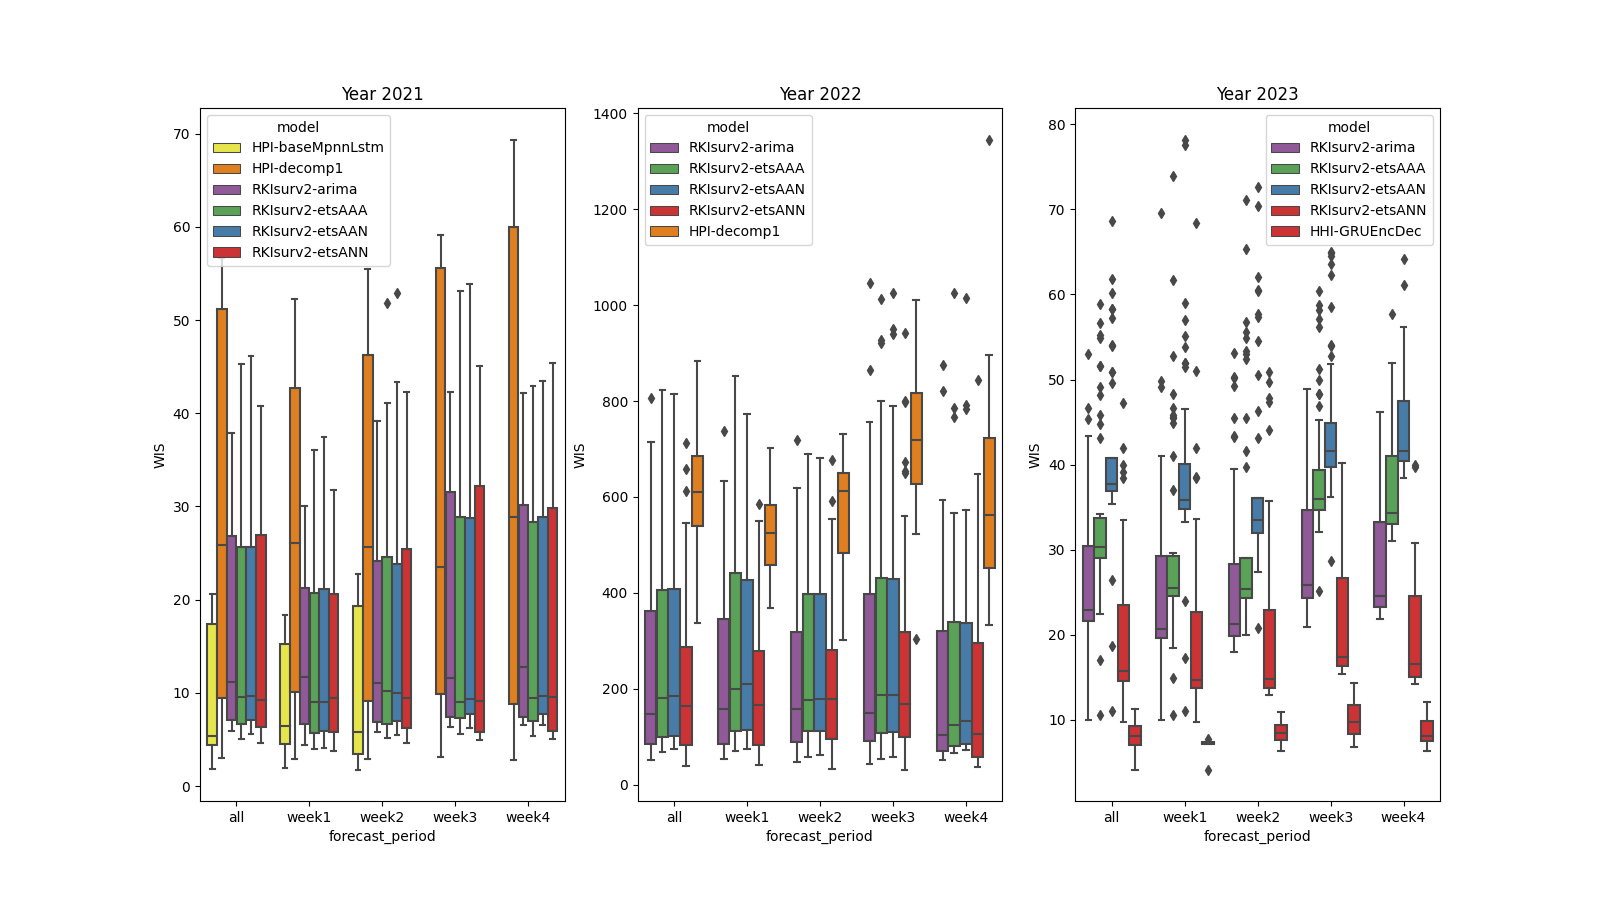 Year 2021
model
HPI-baseMpnnLstm
HPI-decomp1
RKIsurv2-arima
RKIsurv2-etsAAA
RKIsurv2-etsAAN
RKIsurv2-etsANN
70
60
50
40
30
20
10
0
WIS
all week1 week2 week3 week4
forecast_period
Year 2022
model
RKIsurv2-arima
RKIsurv2-etsAAA
RKIsurv2-etsAAN
RKIsurv2-etsANN
HPI-decomp1
1400
1200
1000
800
600
400
200
0
WIS
all week1 week2 week3 week4
forecast_period
Year 2023
model
RKIsurv2-arima
RKIsurv2-etsAAA
RKIsurv2-etsAAN
RKIsurv2-etsANN
HHI-GRUEncDec
80
70
60
50
40
30
20
10
WIS
all week1 week2 week3 week4
forecast_period